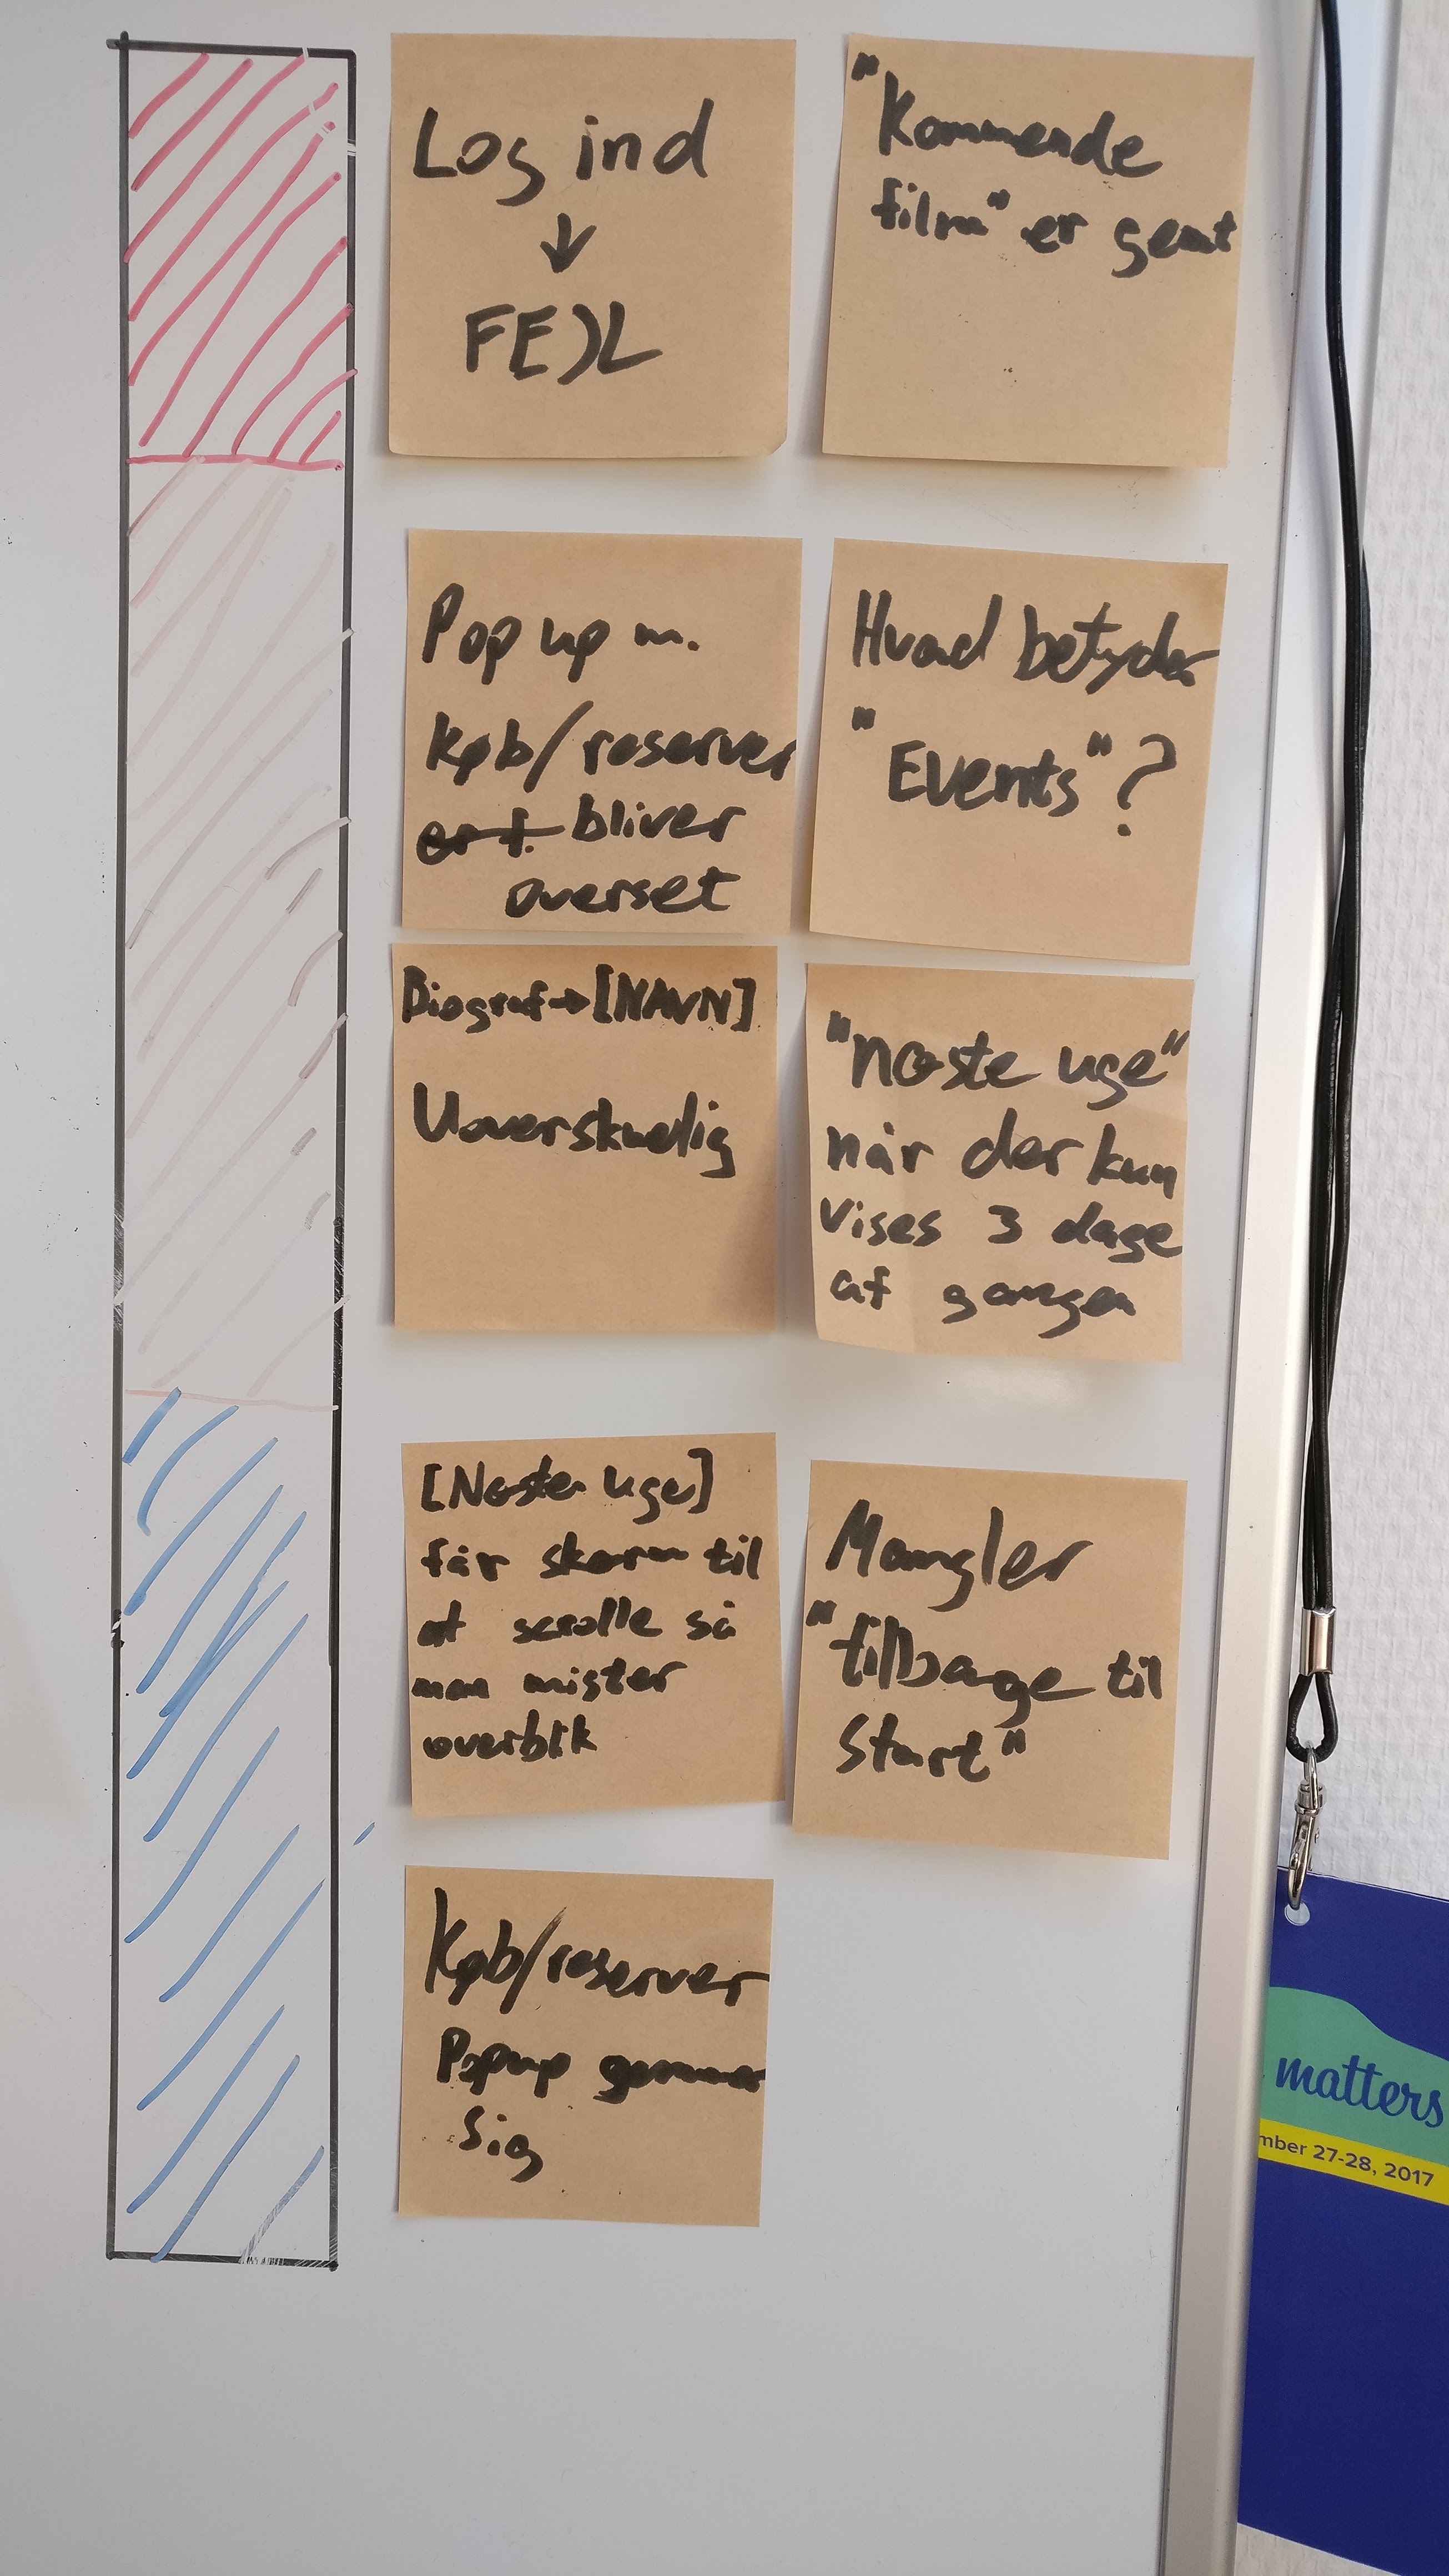 Log ind
↓
FEJL
"Kommende
film" er gemt
Pop up m.
køb/reserver
bliver
overset
Hvad betyder
"Events"?
Biograf→[NAVN]
Uoverskuelig
"næste uge"
når der kun
vises 3 dage
af gangen
[Næste uge]
får skærm til
at scrolle så
man mister
overblik
Mangler
"tilbage til
Start"
Køb/reserver
Popup gemmer
sig
matters
mber 27-28, 2017